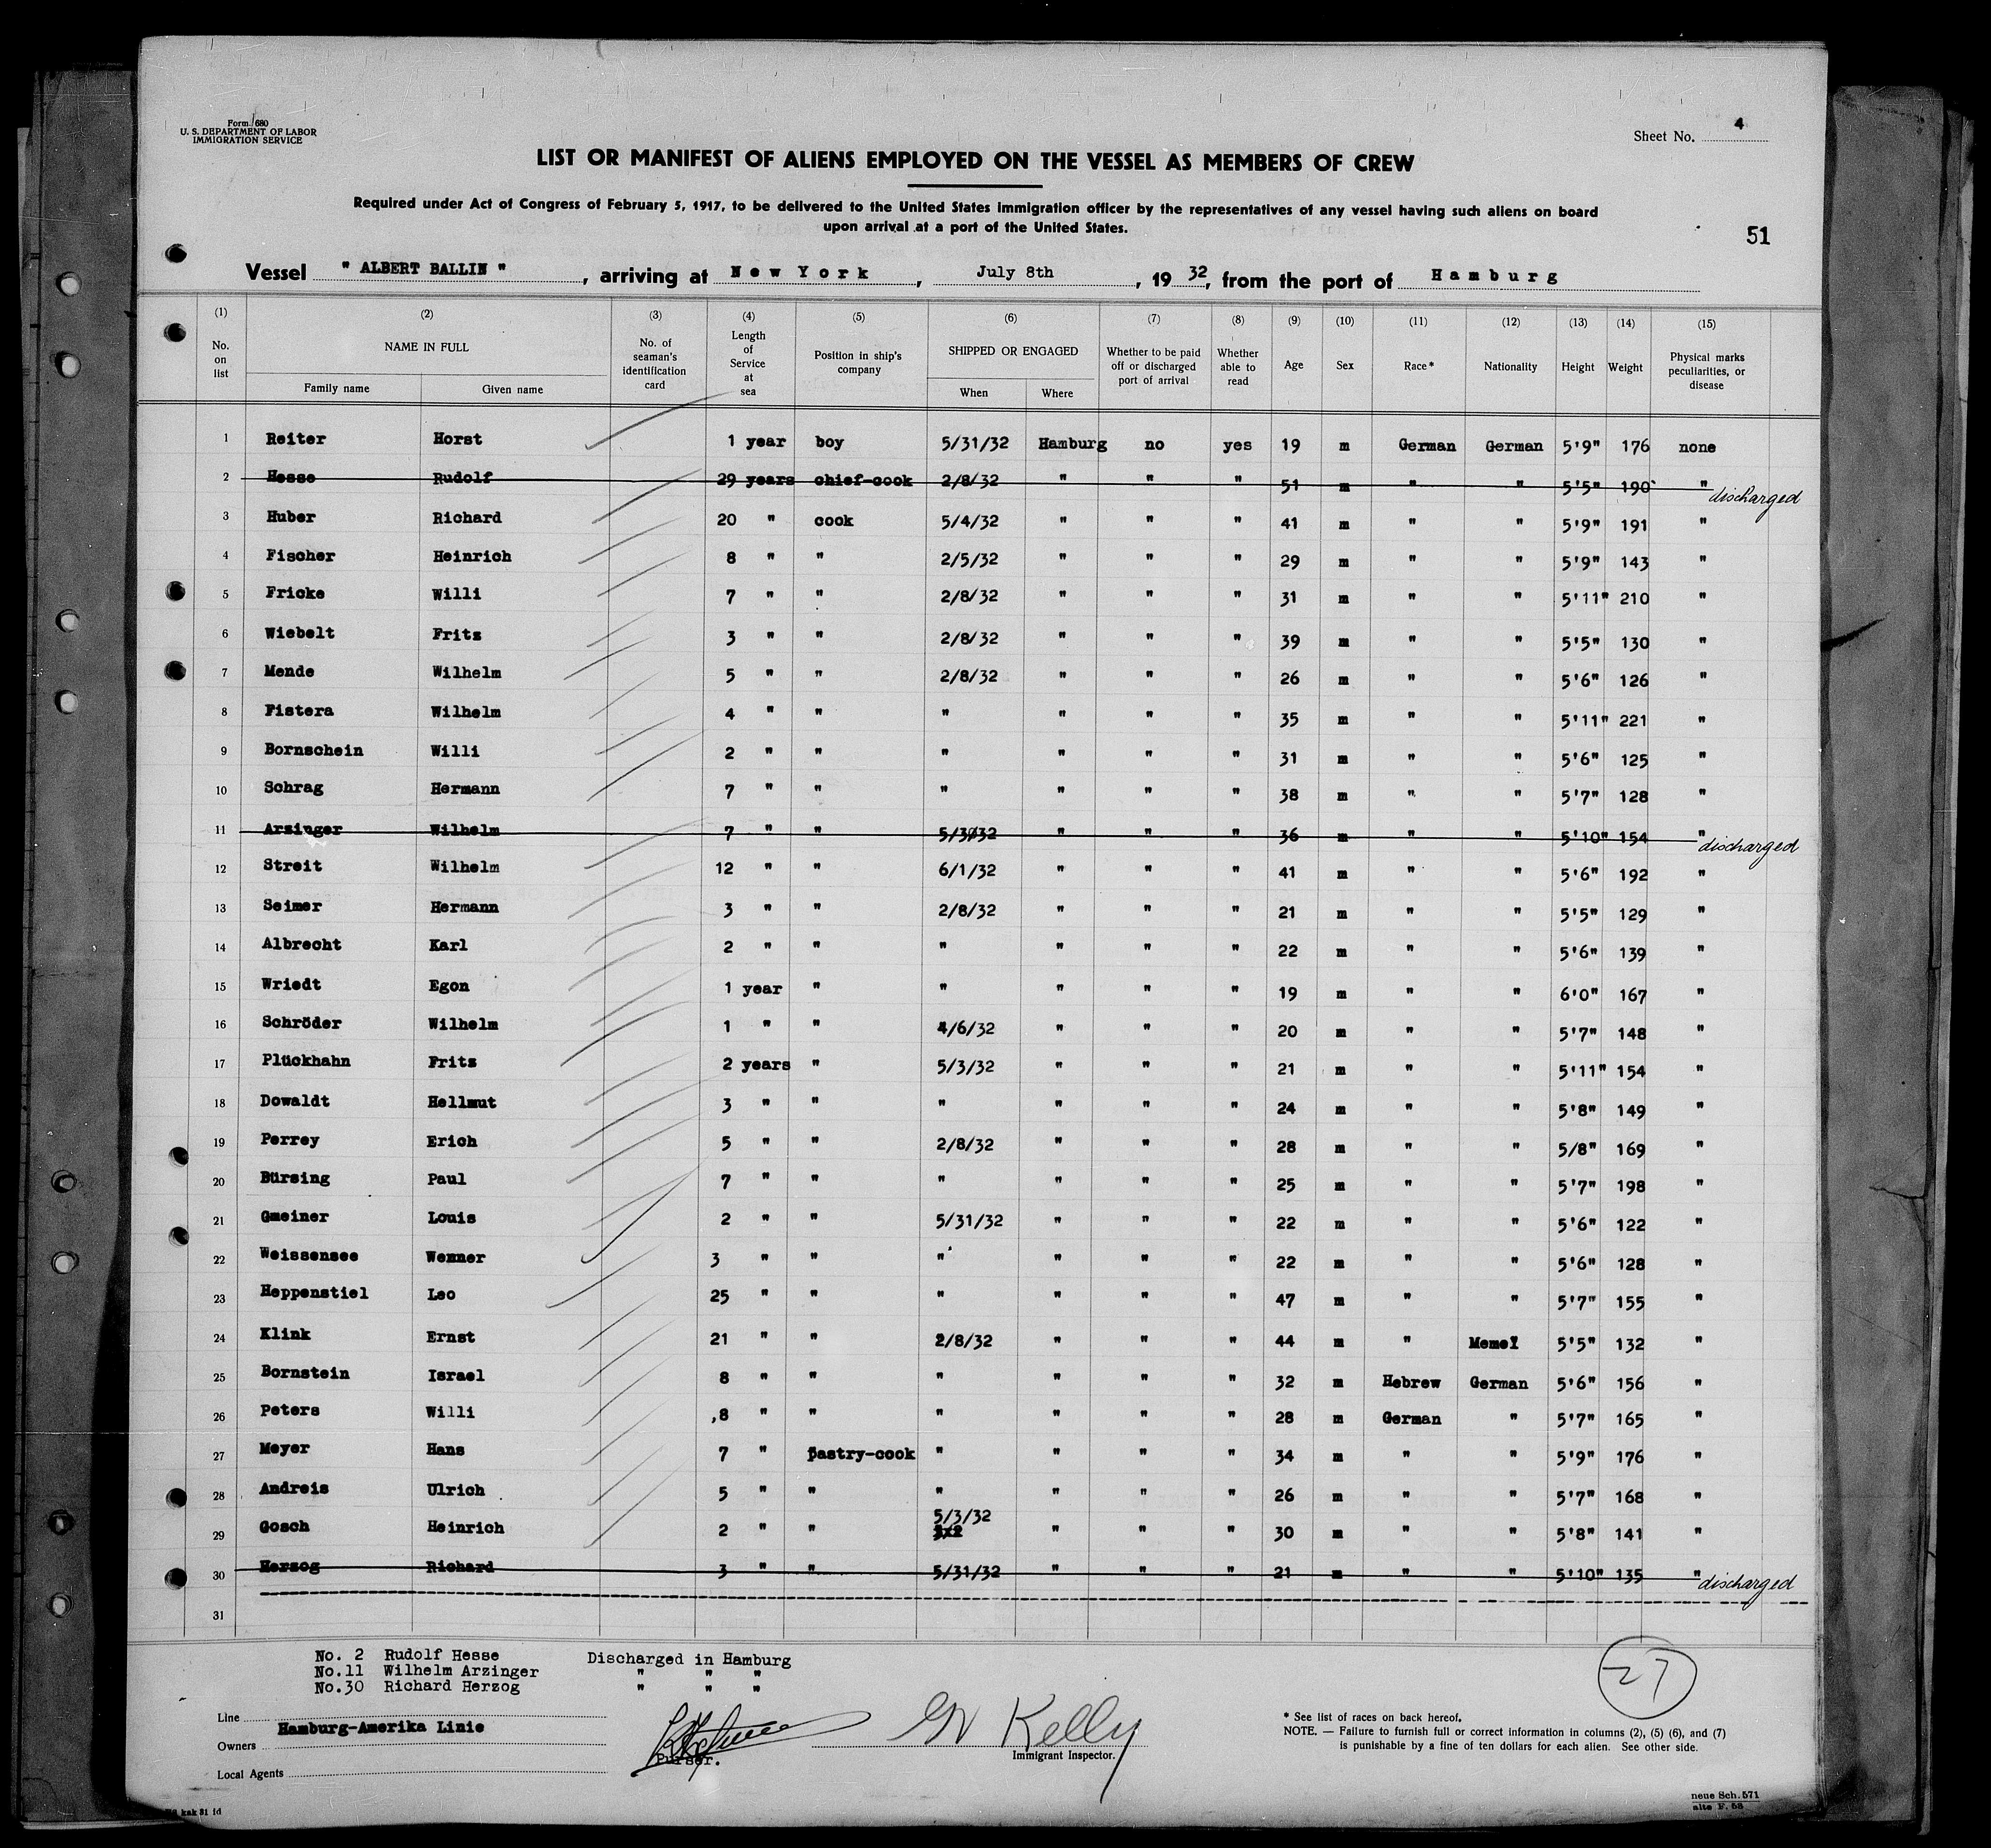 Form 680
U. S. DEPARTMENT OF LABOR
IMMIGRATION SERVICE
Sheet No. 4
LIST OR MANIFEST OF ALIENS EMPLOYED ON THE VESSEL AS MEMBERS OF CREW
Required under Act of Congress of February 5, 1917, to be delivered to the United States immigration officer by the representatives of any vessel having such aliens on board
upon arrival at a port of the United States.
51
Vessel " ALBERT BALLIN " , arriving at New York , July 8th , 19 32, from the port of Hamburg
(1) (2) (3) (4) (5) (6) (7) (8) (9) (10) (11) (12) (13) (14) (15)
No. on list NAME IN FULL Family name Given name No. of seaman's identification card Length of Service at sea Position in ship's company SHIPPED OR ENGAGED When Where Whether to be paid off or discharged port of arrival Whether able to read Age Sex Race* Nationality Height Weight Physical marks peculiarities, or disease
1 Reiter Horst 1 year boy 5/31/32 Hamburg no yes 19 m German German 5'9" 176 none
2 Hesse Rudolf 29 years chief-cook 2/8/32 " " " 51 m " " 5'5" 190 " discharged
3 Huber Richard 20 " cook 5/4/32 " " " 41 m " " 5'9" 191 "
4 Fischer Heinrich 8 " " 2/5/32 " " " 29 m " " 5'9" 143 "
5 Fricke Willi 7 " " 2/8/32 " " " 31 m " " 5'11" 210 "
6 Wiebelt Fritz 3 " " 2/8/32 " " " 39 m " " 5'5" 130 "
7 Mende Wilhelm 5 " " 2/8/32 " " " 26 m " " 5'6" 126 "
8 Fistera Wilhelm 4 " " " " " " 35 m " " 5'11" 221 "
9 Bornschein Willi 2 " " " " " " 31 m " " 5'6" 125 "
10 Schrag Hermann 7 " " " " " " 38 m " " 5'7" 128 "
11 Arzinger Wilhelm 7 " " 5/3/32 " " " 36 m " " 5'10" 154 " discharged
12 Streit Wilhelm 12 " " 6/1/32 " " " 41 m " " 5'6" 192 "
13 Seimer Hermann 3 " " 2/8/32 " " " 21 m " " 5'5" 129 "
14 Albrecht Karl 2 " " " " " " 22 m " " 5'6" 139 "
15 Wriedt Egon 1 year " " " " " 19 m " " 6'0" 167 "
16 Schröder Wilhelm 1 " " 4/6/32 " " " 20 m " " 5'7" 148 "
17 Plückhahn Fritz 2 years " 5/3/32 " " " 21 m " " 5'11" 154 "
18 Dowaldt Hellmut 3 " " " " " " 24 m " " 5'8" 149 "
19 Perrey Erich 5 " " 2/8/32 " " " 28 m " " 5/8" 169 "
20 Bürsing Paul 7 " " " " " " 25 m " " 5'7" 198 "
21 Gmeiner Louis 2 " " 5/31/32 " " " 22 m " " 5'6" 122 "
22 Weissensee Wenner 3 " " " " " " 22 m " " 5'6" 128 "
23 Heppenstiel Leo 25 " " " " " " 47 m " " 5'7" 155 "
24 Klink Ernst 21 " " 2/8/32 " " " 44 m " Memel 5'5" 132 "
25 Bornstein Israel 8 " " " " " " 32 m Hebrew German 5'6" 156 "
26 Peters Willi ,8 " " " " " " 28 m German " 5'7" 165 "
27 Meyer Hans 7 " pastry-cook " " " " 34 m " " 5'9" 176 "
28 Andreis Ulrich 5 " " " " " " 26 m " " 5'7" 168 "
29 Gosch Heinrich 2 " " 5/3/32 " " " 30 m " " 5'8" 141 "
30 Herzog Richard 3 " " 5/31/32 " " " 21 m " " 5'10" 135 " discharged
31
No. 2 Rudolf Hesse Discharged in Hamburg
No.11 Wilhelm Arzinger " " "
No.30 Richard Herzog " " "
27
Line
Hamburg-Amerika Linie
Owners
Local Agents
Purser.
Kelly
Immigrant Inspector.
* See list of races on back hereof.
NOTE. — Failure to furnish full or correct information in columns (2), (5) (6), and (7)
is punishable by a fine of ten dollars for each alien. See other side.
kak 31 fd
neue Sch. 571
alte F. 53